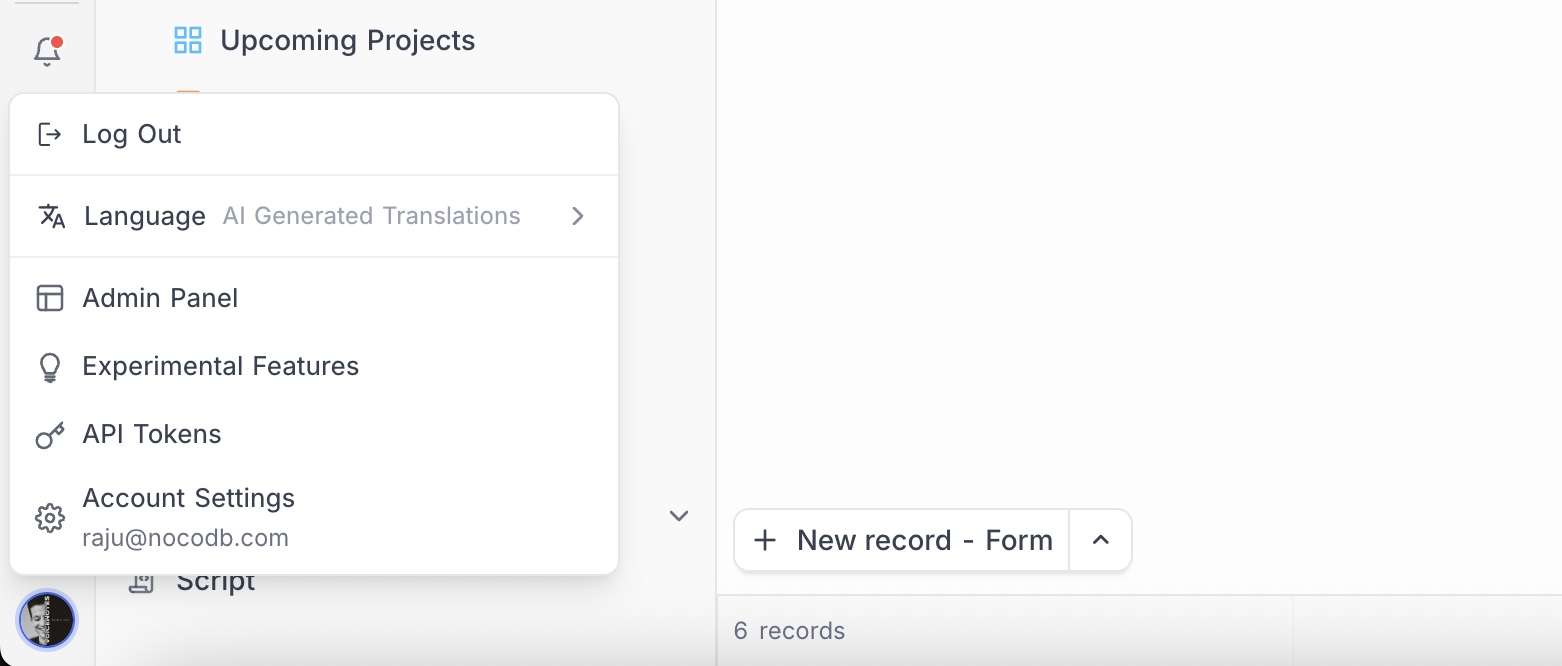 Upcoming Projects
Log Out
Language AI Generated Translations
Admin Panel
Experimental Features
API Tokens
Account Settings
raju@nocodb.com
Script
+ New record - Form
6 records